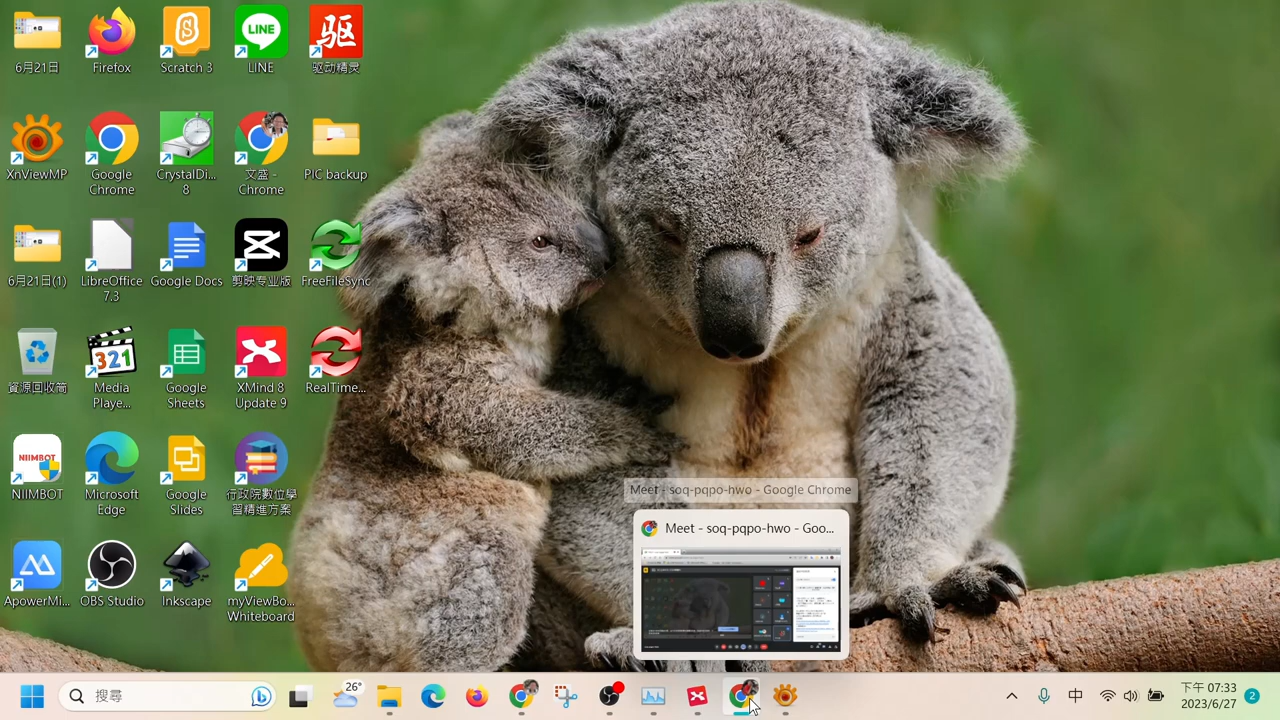 6月21日
Firefox
Scratch 3
LINE
驱
驱动精灵
XnViewMP
Google
Chrome
CrystalDi...
8
文盛 -
Chrome
PIC backup
6月21日(1)
LibreOffice
7.3
Google Docs
剪映专业版
FreeFileSync
資源回收筒
321
Media
Playe...
Google
Sheets
XMind 8
Update 9
RealTime...
NIIMBOT
NIIMBOT
Microsoft
Edge
Google
Slides
行政院數位學
習精進方案
ApowerMi...
Inkscape
Whiteboard
Meet - soq-pqpo-hwo - Google Chrome
Meet - soq-pqpo-hwo - Goo...
搜尋
26°
中
下午 07:33
2023/6/27
2